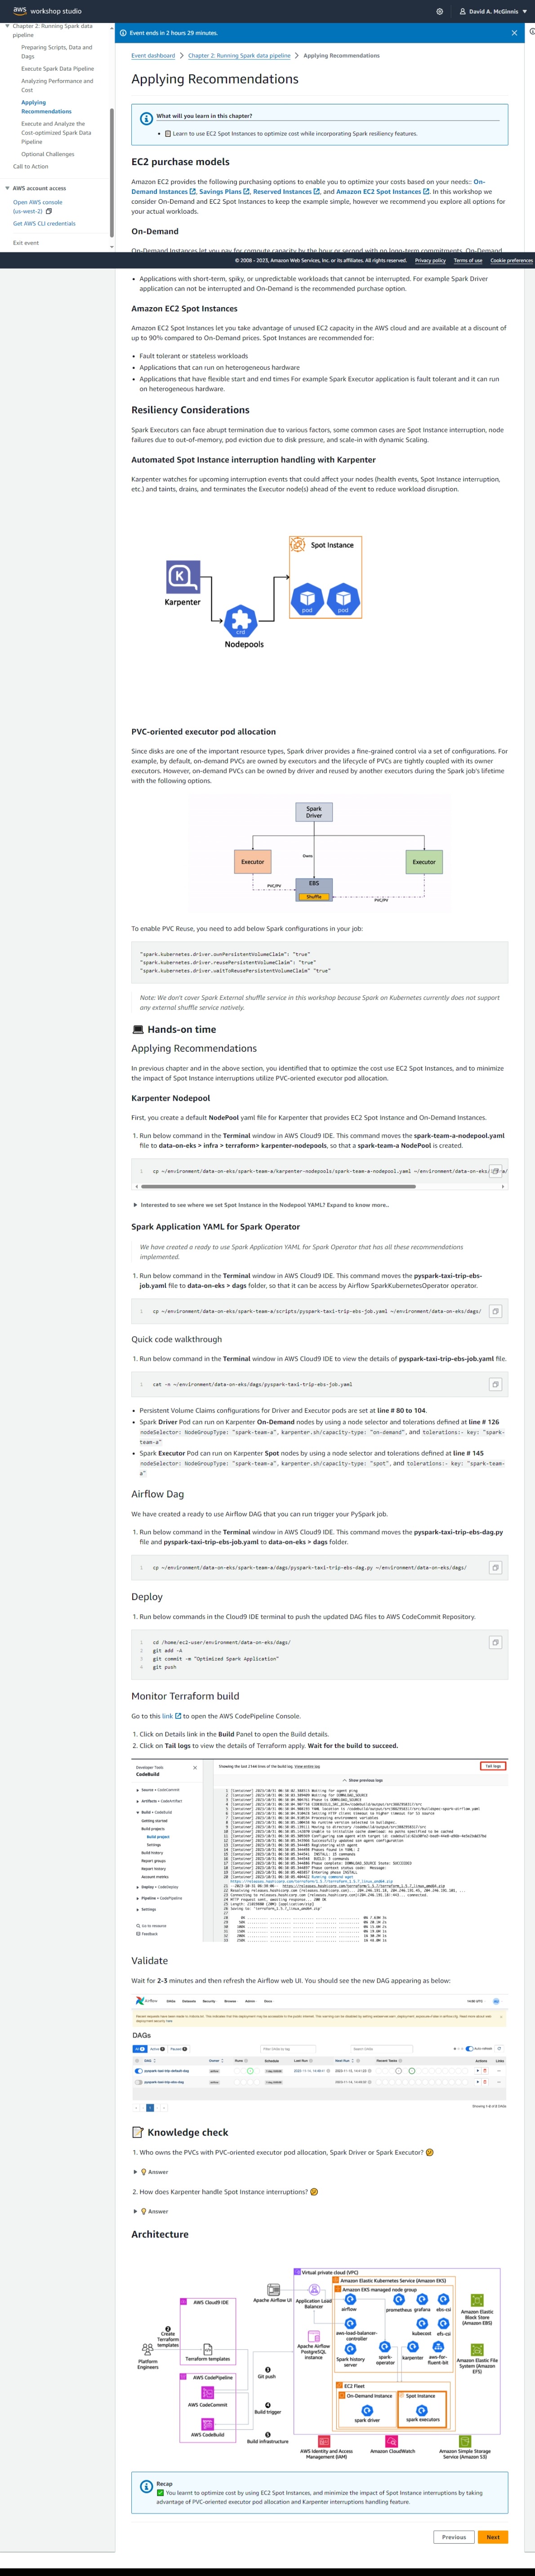 aws workshop studio
David A. McGinnis
Event ends in 2 hours 29 minutes.
Chapter 2: Running Spark data
pipeline
Preparing Scripts, Data and
Dags
Execute Spark Data Pipeline
Analyzing Performance and
Cost
Applying
Recommendations
Execute and Analyze the
Cost-optimized Spark Data
Pipeline
Optional Challenges
Call to Action
AWS account access
Open AWS console
(us-west-2)
Get AWS CLI credentials
Exit event
Event dashboard > Chapter 2: Running Spark data pipeline > Applying Recommendations
Applying Recommendations
What will you learn in this chapter?
Learn to use EC2 Spot Instances to optimize cost while incorporating Spark resiliency features.
EC2 purchase models
Amazon EC2 provides the following purchasing options to enable you to optimize your costs based on your needs:: On-
Demand Instances, Savings Plans, Reserved Instances, and Amazon EC2 Spot Instances. In this workshop we
consider On-Demand and EC2 Spot Instances to keep the example simple, however we recommend you explore all options for
your actual workloads.
On-Demand
On-Demand Instances let you pay for compute capacity by the hour or second with no long-term commitments. On-Demand
© 2008 - 2023, Amazon Web Services, Inc. or its affiliates. All rights reserved. Privacy policy Terms of use Cookie preferences
Applications with short-term, spiky, or unpredictable workloads that cannot be interrupted. For example Spark Driver
application can not be interrupted and On-Demand is the recommended purchase option.
Amazon EC2 Spot Instances
Amazon EC2 Spot Instances let you take advantage of unused EC2 capacity in the AWS cloud and are available at a discount of
up to 90% compared to On-Demand prices. Spot Instances are recommended for:
Fault tolerant or stateless workloads
Applications that can run on heterogeneous hardware
Applications that have flexible start and end times For example Spark Executor application is fault tolerant and it can run
on heterogeneous hardware.
Resiliency Considerations
Spark Executors can face abrupt termination due to various factors, some common cases are Spot Instance interruption, node
failures due to out-of-memory, pod eviction due to disk pressure, and scale-in with dynamic Scaling.
Automated Spot Instance interruption handling with Karpenter
Karpenter watches for upcoming interruption events that could affect your nodes (health events, Spot Instance interruption,
etc.) and taints, drains, and terminates the Executor node(s) ahead of the event to reduce workload disruption.
Spot Instance
Karpenter
pod
pod
crd
Nodepools
PVC-oriented executor pod allocation
Since disks are one of the important resource types, Spark driver provides a fine-grained control via a set of configurations. For
example, by default, on-demand PVCs are owned by executors and the lifecycle of PVCs are tightly coupled with its owner
executors. However, on-demand PVCs can be owned by driver and reused by another executors during the Spark job's lifetime
with the following options.
Spark
Driver
Executor
Owns
Executor
EBS
Shuffle
PVC/PV
PVC/PV
To enable PVC Reuse, you need to add below Spark configurations in your job:
"spark.kubernetes.driver.ownPersistentVolumeClaim": "true"
"spark.kubernetes.driver.reusePersistentVolumeClaim": "true"
"spark.kubernetes.driver.waitToReusePersistentVolumeClaim" "true"
Note: We don't cover Spark External shuffle service in this workshop because Spark on Kubernetes currently does not support
any external shuffle service natively.
Hands-on time
Applying Recommendations
In previous chapter and in the above section, you identified that to optimize the cost use EC2 Spot Instances, and to minimize
the impact of Spot Instance interruptions utilize PVC-oriented executor pod allocation.
Karpenter Nodepool
First, you create a default NodePool yaml file for Karpenter that provides EC2 Spot Instance and On-Demand Instances.
1. Run below command in the Terminal window in AWS Cloud9 IDE. This command moves the spark-team-a-nodepool.yaml
file to data-on-eks > infra > terraform> karpenter-nodepools, so that a spark-team-a NodePool is created.
1 cp ~/environment/data-on-eks/spark-team-a/karpenter-nodepools/spark-team-a-nodepool.yaml ~/environment/data-on-eks/
Interested to see where we set Spot Instance in the Nodepool YAML? Expand to know more..
Spark Application YAML for Spark Operator
We have created a ready to use Spark Application YAML for Spark Operator that has all these recommendations
implemented.
1. Run below command in the Terminal window in AWS Cloud9 IDE. This command moves the pyspark-taxi-trip-ebs-
job.yaml file to data-on-eks > dags folder, so that it can be access by Airflow SparkKubernetesOperator operator.
1 cp ~/environment/data-on-eks/spark-team-a/scripts/pyspark-taxi-trip-ebs-job.yaml ~/environment/data-on-eks/dags/
Quick code walkthrough
1. Run below command in the Terminal window in AWS Cloud9 IDE to view the details of pyspark-taxi-trip-ebs-job.yaml file.
1 cat -n ~/environment/data-on-eks/dags/pyspark-taxi-trip-ebs-job.yaml
Persistent Volume Claims configurations for Driver and Executor pods are set at line # 80 to 104.
Spark Driver Pod can run on Karpenter On-Demand nodes by using a node selector and tolerations defined at line # 126
nodeSelector: NodeGroupType: "spark-team-a", karpenter.sh/capacity-type: "on-demand", and tolerations:- key: "spark-
team-a"
Spark Executor Pod can run on Karpenter Spot nodes by using a node selector and tolerations defined at line # 145
nodeSelector: NodeGroupType: "spark-team-a", karpenter.sh/capacity-type: "spot", and tolerations:- key: "spark-team-
a"
Airflow Dag
We have created a ready to use Airflow DAG that you can run trigger your PySpark job.
1. Run below command in the Terminal window in AWS Cloud9 IDE. This command moves the pyspark-taxi-trip-ebs-dag.py
file and pyspark-taxi-trip-ebs-job.yaml to data-on-eks > dags folder.
1 cp ~/environment/data-on-eks/spark-team-a/dags/pyspark-taxi-trip-ebs-dag.py ~/environment/data-on-eks/dags/
Deploy
1. Run below commands in the Cloud9 IDE terminal to push the updated DAG files to AWS CodeCommit Repository.
1 cd /home/ec2-user/environment/data-on-eks/dags/
2 git add -A
3 git commit -m "Optimized Spark Application"
4 git push
Monitor Terraform build
Go to this link to open the AWS CodePipeline Console.
1. Click on Details link in the Build Panel to open the Build details.
2. Click on Tail logs to view the details of Terraform apply. Wait for the build to succeed.
Developer Tools
CodeBuild
Source • CodeCommit
Artifacts • CodeArtifact
Build • CodeBuild
Getting started
Build projects
Build project
Settings
Build history
Report groups
Report history
Account metrics
Deploy • CodeDeploy
Pipeline • CodePipeline
Settings
Go to resource
Feedback
View entire log
Tail logs
Show previous logs
Validate
Wait for 2-3 minutes and then refresh the Airflow web UI. You should see the new DAG appearing as below:
Airflow DAGs Datasets Security Browse Admin Docs
DAGs
Knowledge check
1. Who owns the PVCs with PVC-oriented executor pod allocation, Spark Driver or Spark Executor?
Answer
2. How does Karpenter handle Spot Instance interruptions?
Answer
Architecture
Virtual private cloud (VPC)
Amazon Elastic Kubernetes Service (Amazon EKS)
Amazon EKS managed node group
AWS Cloud9 IDE
Apache Airflow UI
Application Load
Balancer
airflow
prometheus
grafana
ebs-csi
Amazon Elastic
Block Store
(Amazon EBS)
2
Create
Terraform
templates
Platform
Engineers
Terraform templates
Apache Airflow
PostgreSQL
instance
aws-load-balancer-
controller
kubecost
efs-csi
Spark history
server
spark-
operator
karpenter
aws-for-
fluent-bit
Amazon Elastic File
System (Amazon
EFS)
AWS CodePipeline
3
Git push
AWS CodeCommit
EC2 Fleet
On-Demand Instance
Spot Instance
4
Build trigger
spark driver
spark executors
AWS CodeBuild
5
Build infrastructure
AWS Identity and Access
Management (IAM)
Amazon CloudWatch
Amazon Simple Storage
Service (Amazon S3)
Recap
You learnt to optimize cost by using EC2 Spot Instances, and minimize the impact of Spot Instance interruptions by taking
advantage of PVC-oriented executor pod allocation and Karpenter interruptions handling feature.
Previous
Next